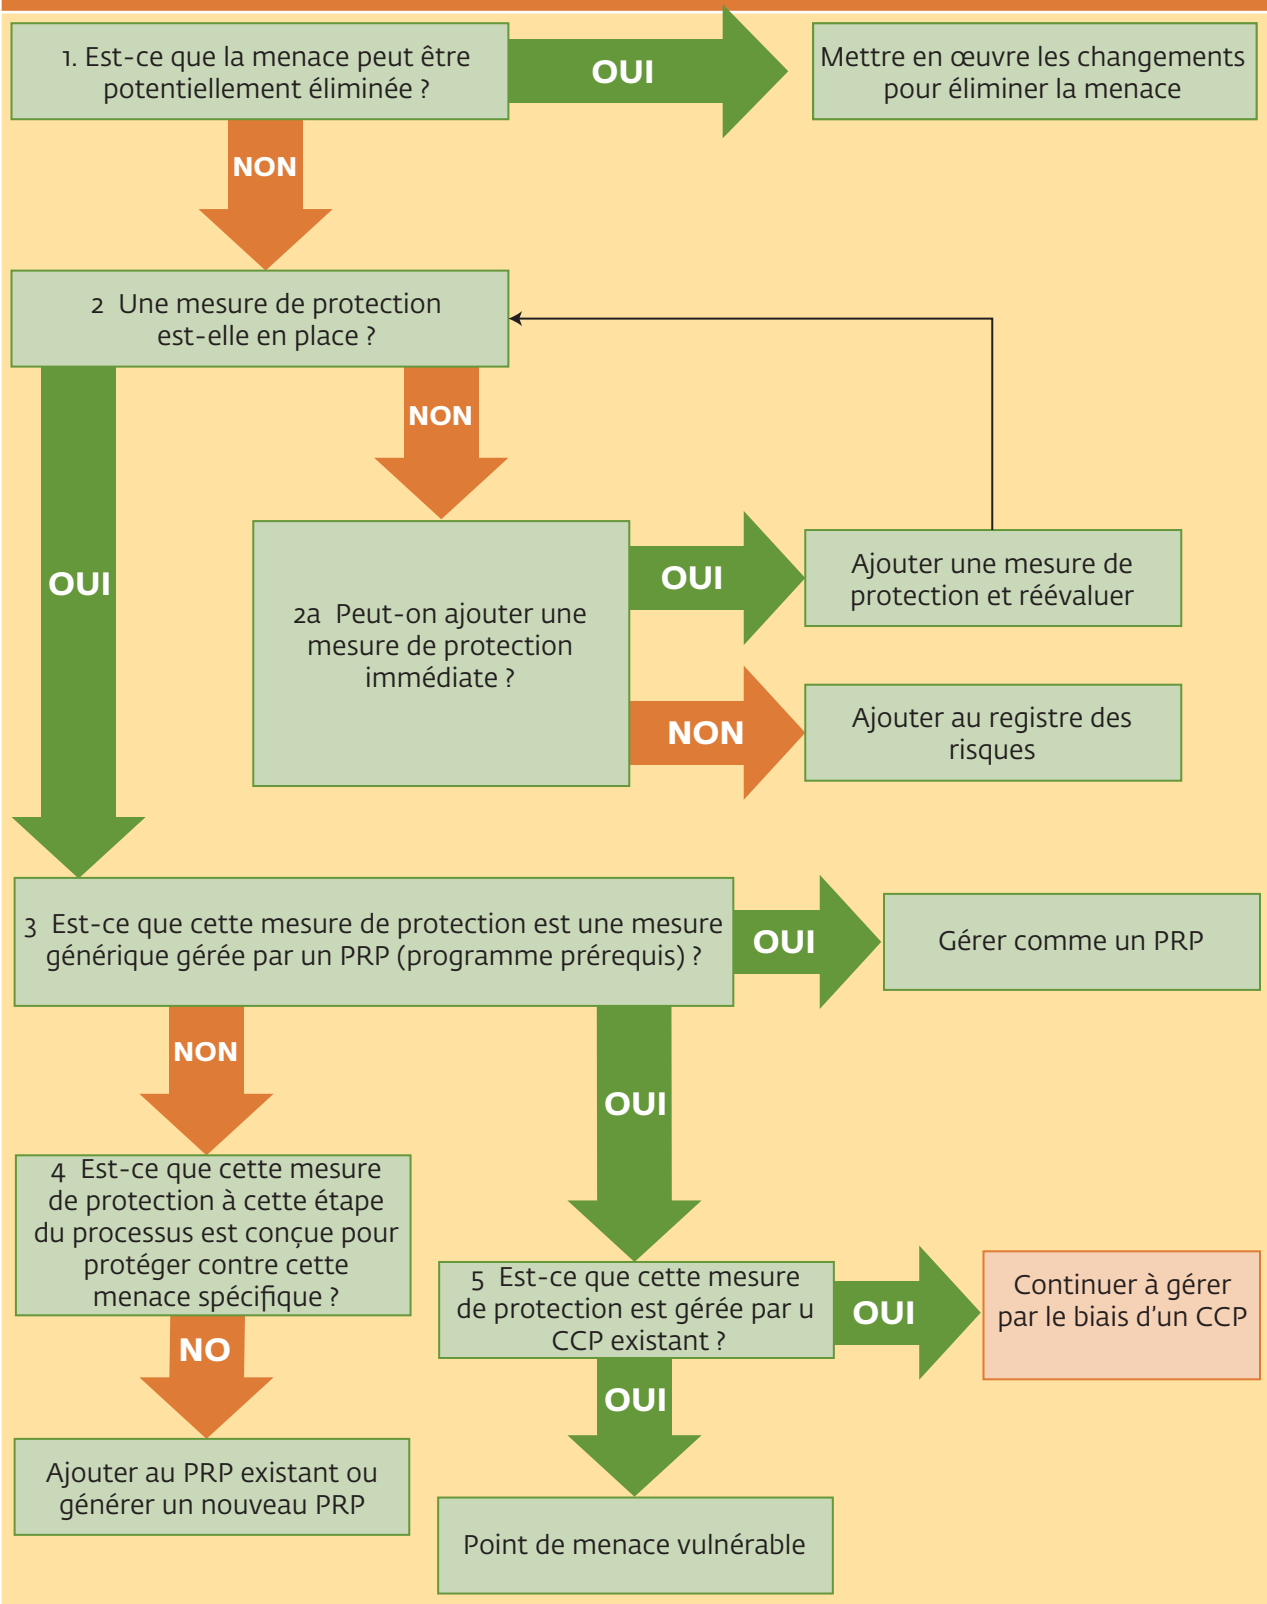 1. Est-ce que la menace peut être
potentiellement éliminée ?
OUI
Mettre en œuvre les changements
pour éliminer la menace
NON
2 Une mesure de protection
est-elle en place ?
NON
OUI
2a Peut-on ajouter une
mesure de protection
immédiate ?
OUI
Ajouter une mesure de
protection et réévaluer
NON
Ajouter au registre des
risques
3 Est-ce que cette mesure de protection est une mesure
générique gérée par un PRP (programme prérequis) ?
OUI
Gérer comme un PRP
NON
OUI
4 Est-ce que cette mesure
de protection à cette étape
du processus est conçue pour
protéger contre cette
menace spécifique ?
5 Est-ce que cette mesure
de protection est gérée par u
CCP existant ?
OUI
Continuer à gérer
par le biais d'un CCP
NO
OUI
Ajouter au PRP existant ou
générer un nouveau PRP
Point de menace vulnérable